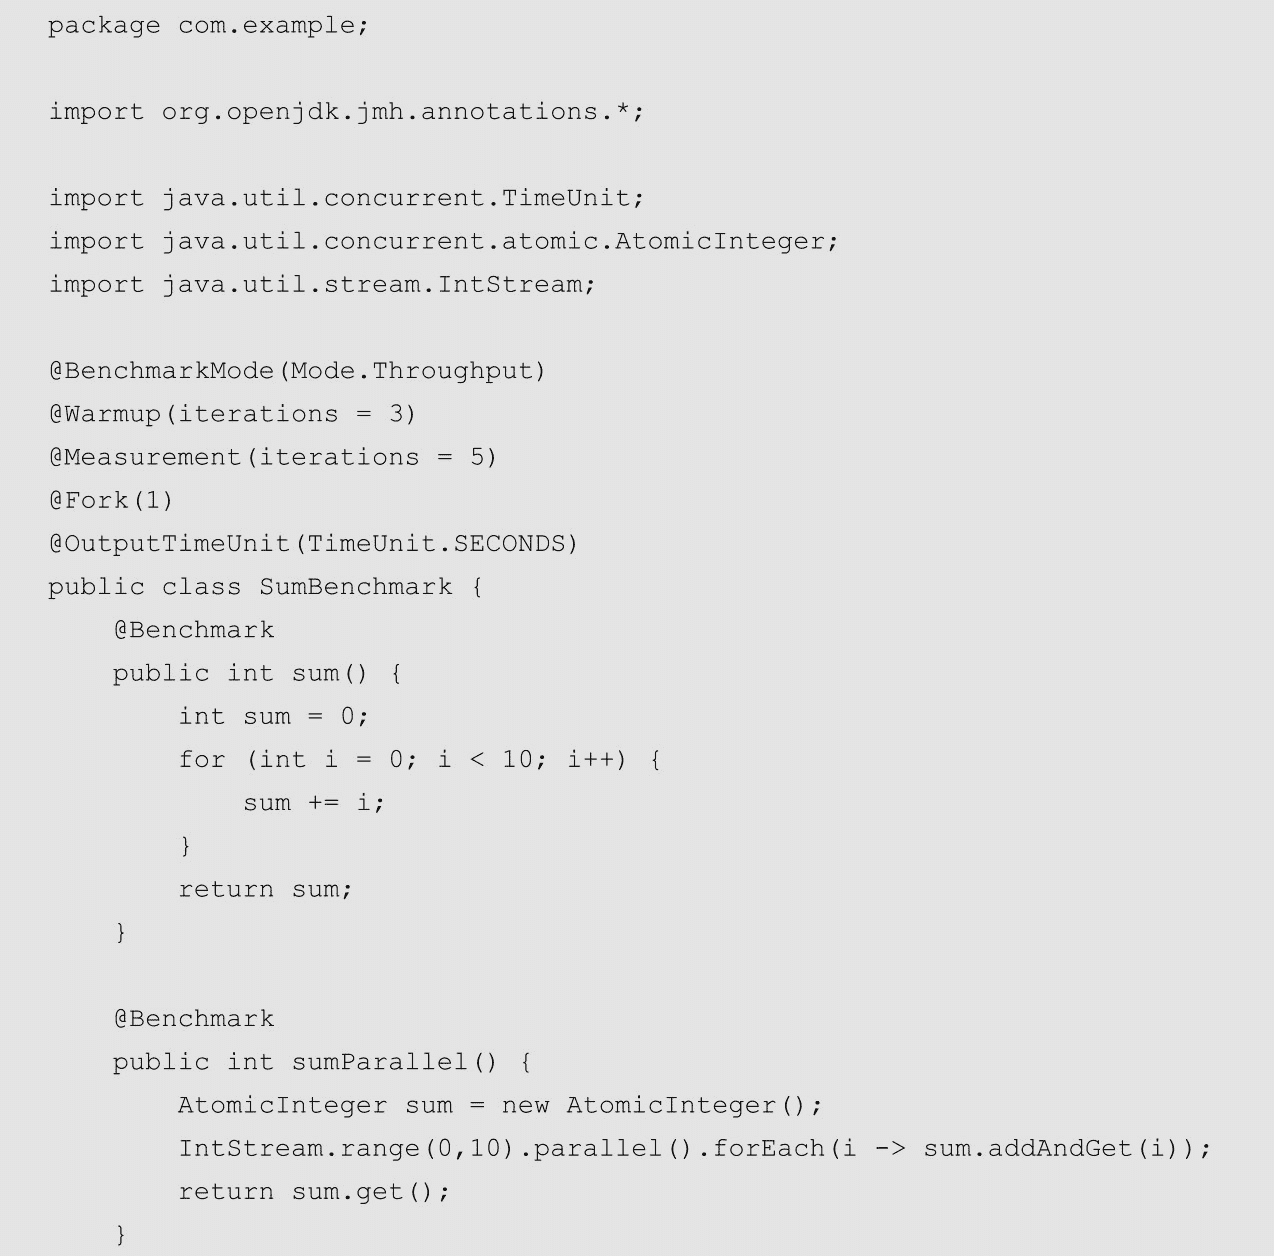 package com.example;
import org.openjdk.jmh.annotations.*;
import java.util.concurrent.TimeUnit;
import java.util.concurrent.atomic.AtomicInteger;
import java.util.stream.IntStream;
@BenchmarkMode(Mode.Throughput)
@Warmup(iterations = 3)
@Measurement(iterations = 5)
@Fork(1)
@OutputTimeUnit(TimeUnit.SECONDS)
public class SumBenchmark {
    @Benchmark
    public int sum() {
        int sum = 0;
        for (int i = 0; i < 10; i++) {
            sum += i;
        }
        return sum;
    }
    @Benchmark
    public int sumParallel() {
        AtomicInteger sum = new AtomicInteger();
        IntStream.range(0,10).parallel().forEach(i -> sum.addAndGet(i));
        return sum.get();
    }